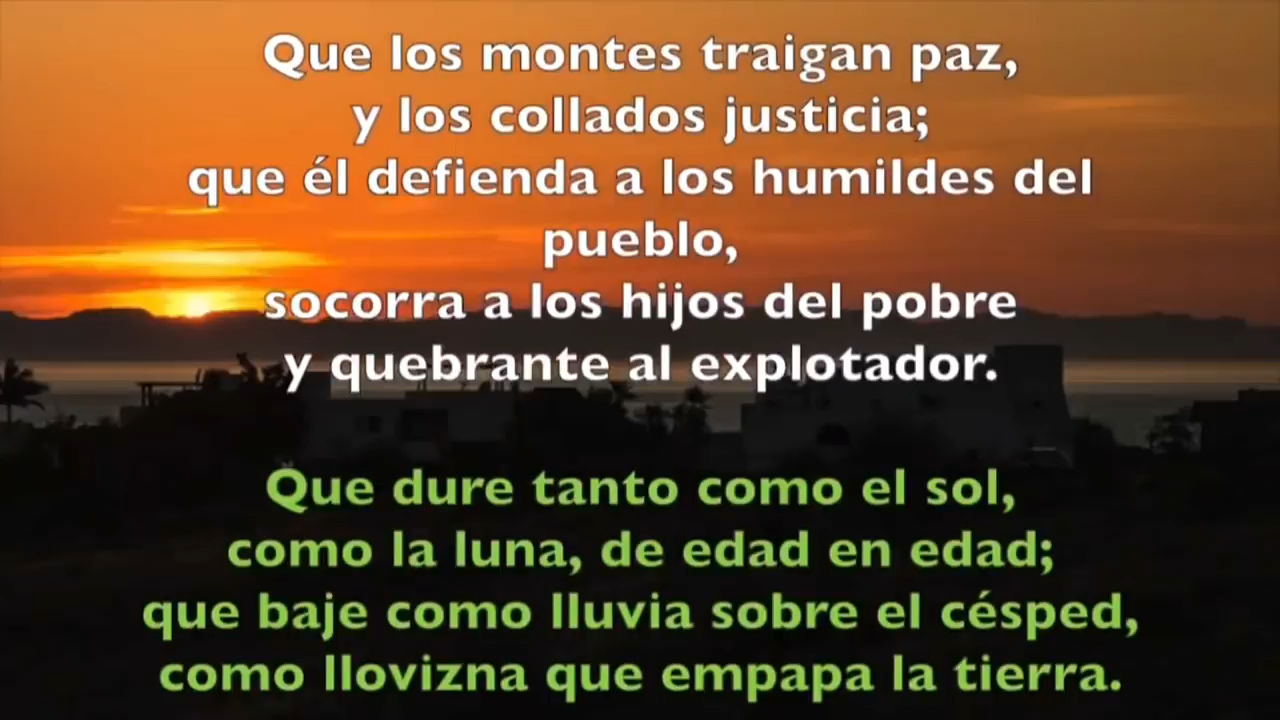 Que los montes traigan paz,
y los collados justicia;
que él defienda a los humildes del
pueblo,
socorra a los hijos del pobre
y quebrante al explotador.
Que dure tanto como el sol,
como la luna, de edad en edad;
que baje como lluvia sobre el césped,
como llovizna que empapa la tierra.